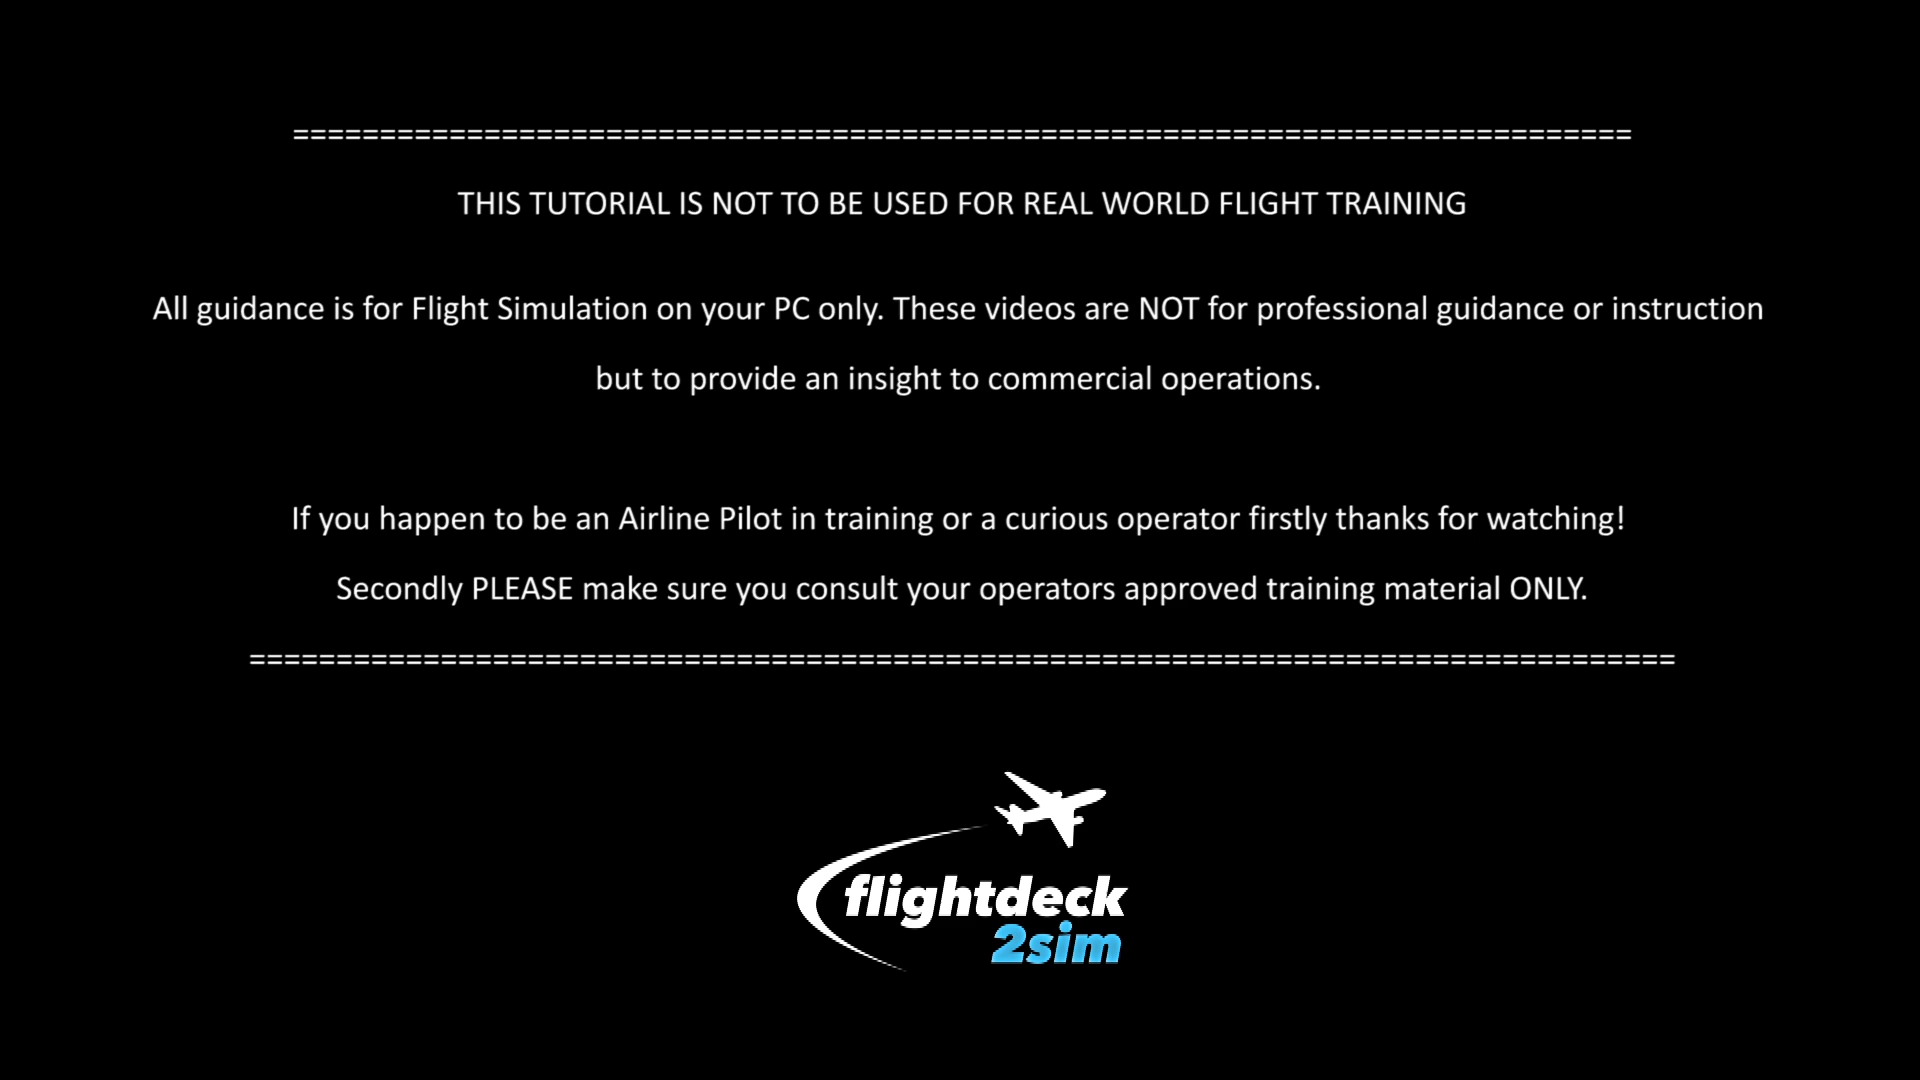 =============================================================================
THIS TUTORIAL IS NOT TO BE USED FOR REAL WORLD FLIGHT TRAINING
All guidance is for Flight Simulation on your PC only. These videos are NOT for professional guidance or instruction
but to provide an insight to commercial operations.
If you happen to be an Airline Pilot in training or a curious operator firstly thanks for watching!
Secondly PLEASE make sure you consult your operators approved training material ONLY.
==================================================================================
flightdeck
2sim